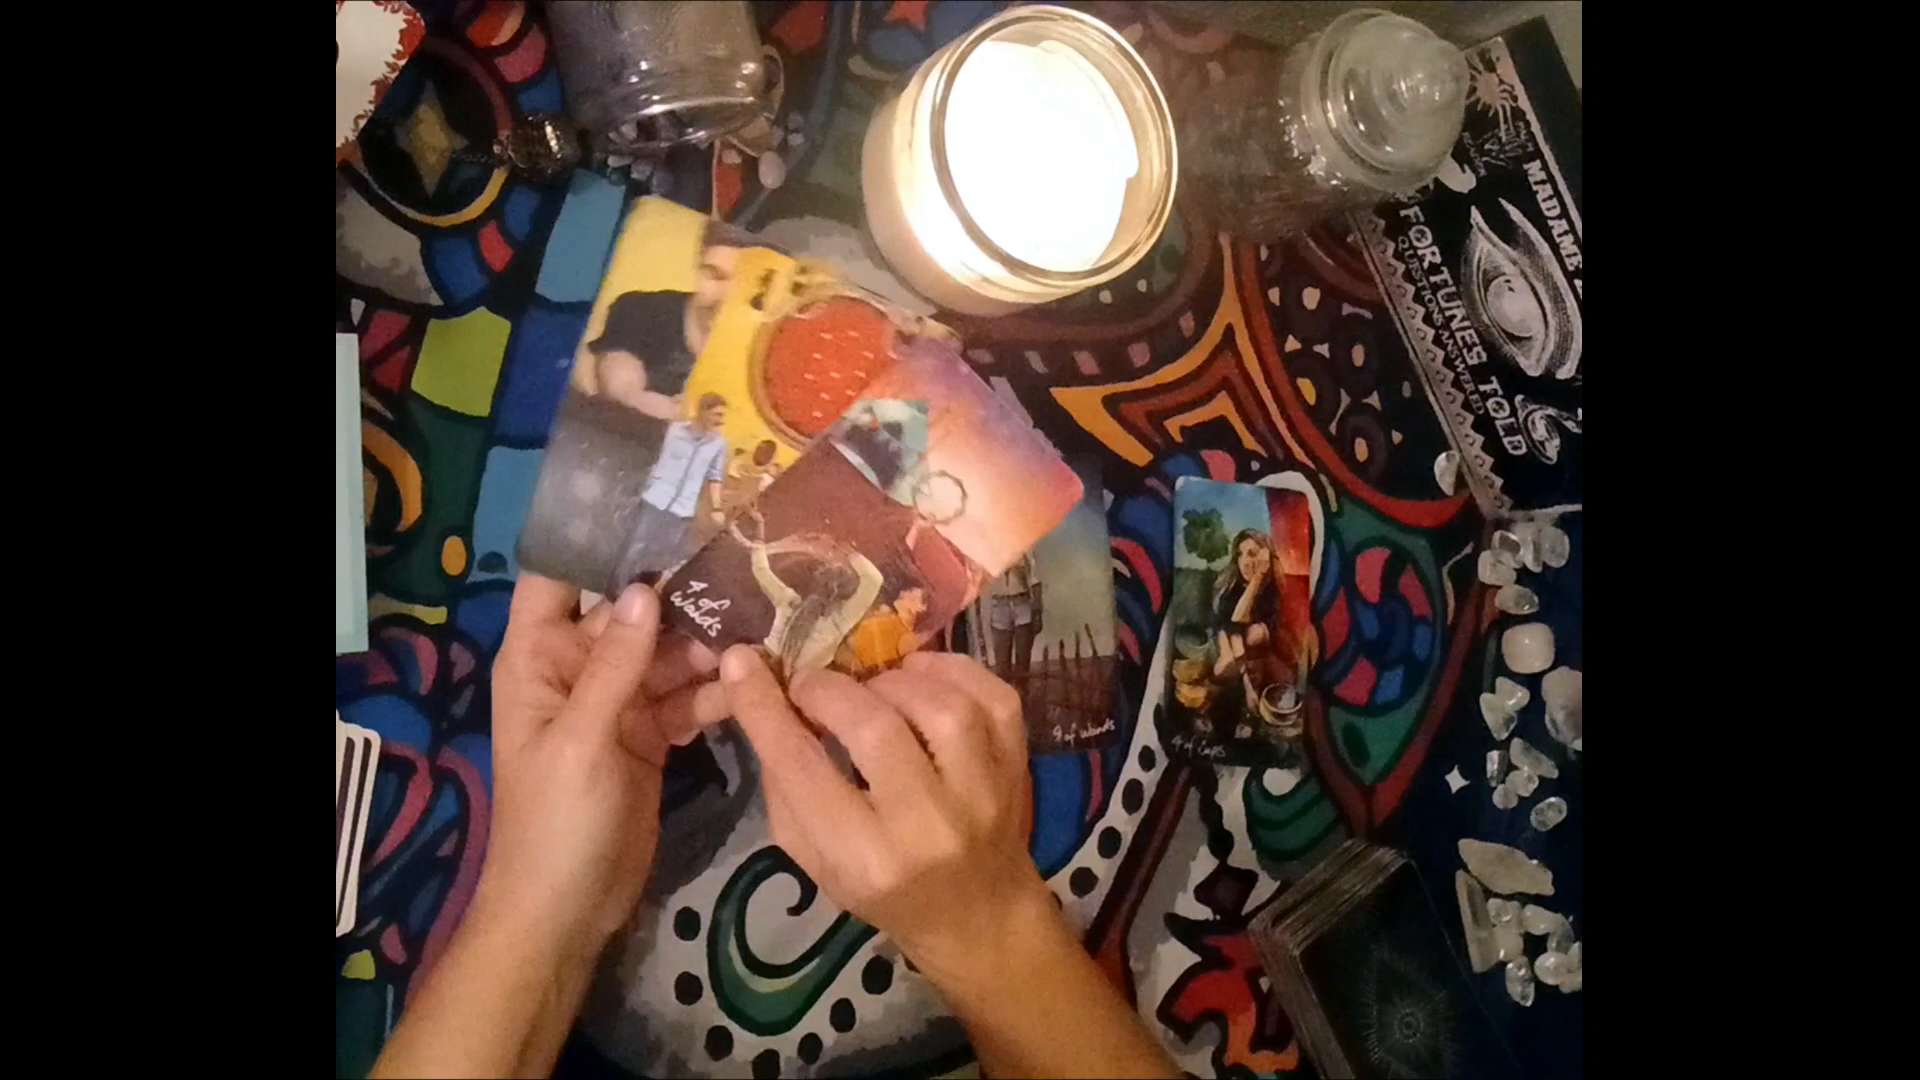 MADAME
FORTUNES TOLD
QUESTIONS ANSWERED
4 of
Wands
9 of wands
4 of cups